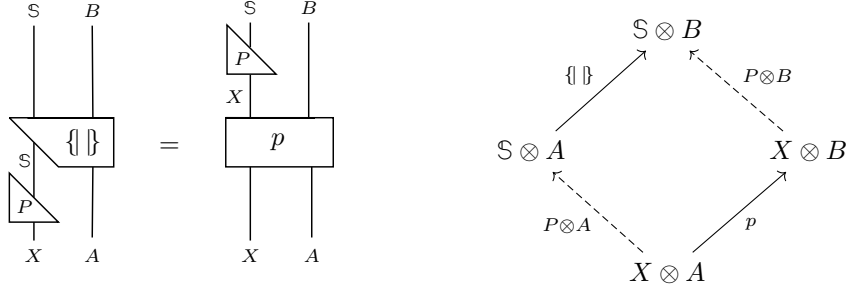 𝕊 B 𝕊 B
P
X
{| |} = p
𝕊
P
X A X A
𝕊 ⊗ B
{| |} P⊗B
𝕊 ⊗ A X ⊗ B
P⊗A p
X ⊗ A